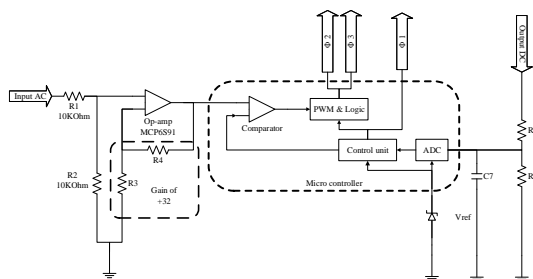 Φ 2
Φ 3
Φ 1
Output DC
Input AC
R1
10KOhm
Op-amp
MCP6S91
R4
R2
10KOhm
R3
Gain of
+32
Comparator
PWM & Logic
Control unit
ADC
Micro controller
C7
Vref
R
R